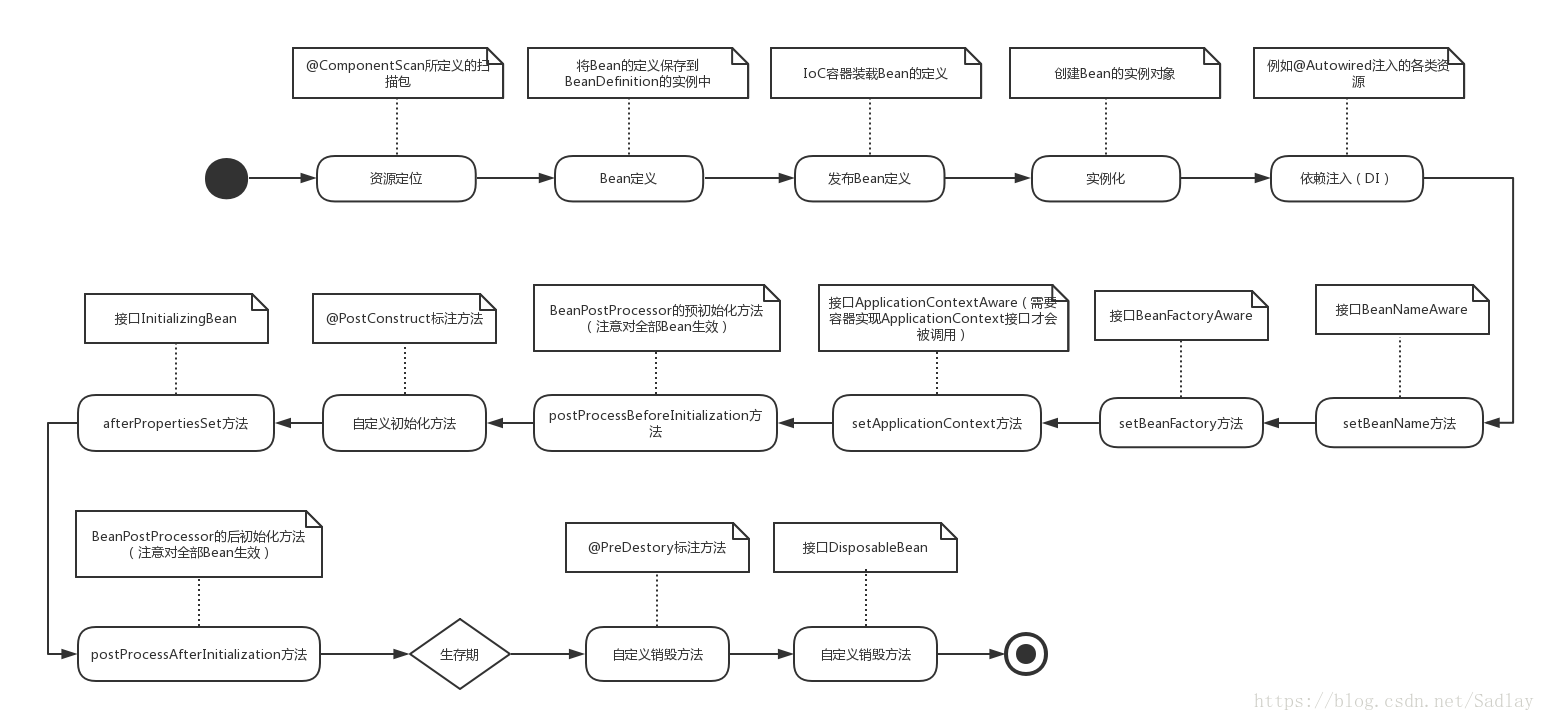 @ComponentScan所定义的扫
描包
将Bean的定义保存到
BeanDefinition的实例中
IoC容器装载Bean的定义
创建Bean的实例对象
例如@Autowired注入的各类资
源
资源定位
Bean定义
发布Bean定义
实例化
依赖注入（DI）
接口InitializingBean
@PostConstruct标注方法
BeanPostProcessor的预初始化方法
（注意对全部Bean生效）
接口ApplicationContextAware（需要
容器实现ApplicationContext接口才会
被调用）
接口BeanFactoryAware
接口BeanNameAware
afterPropertiesSet方法
自定义初始化方法
postProcessBeforeInitialization方
法
setApplicationContext方法
setBeanFactory方法
setBeanName方法
BeanPostProcessor的后初始化方法
（注意对全部Bean生效）
@PreDestory标注方法
接口DisposableBean
postProcessAfterInitialization方法
生存期
自定义销毁方法
自定义销毁方法
https://blog.csdn.net/Sadlay